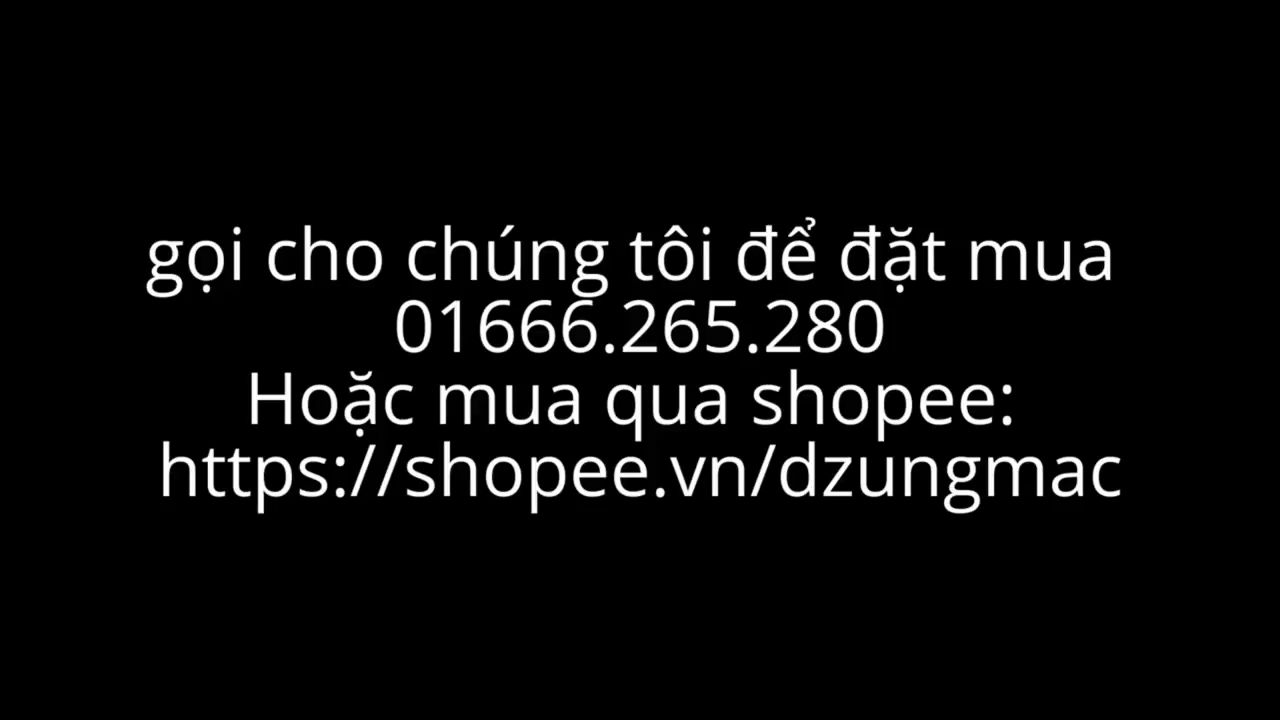 gọi cho chúng tôi để đặt mua
01666.265.280
Hoặc mua qua shopee:
https://shopee.vn/dzungmac